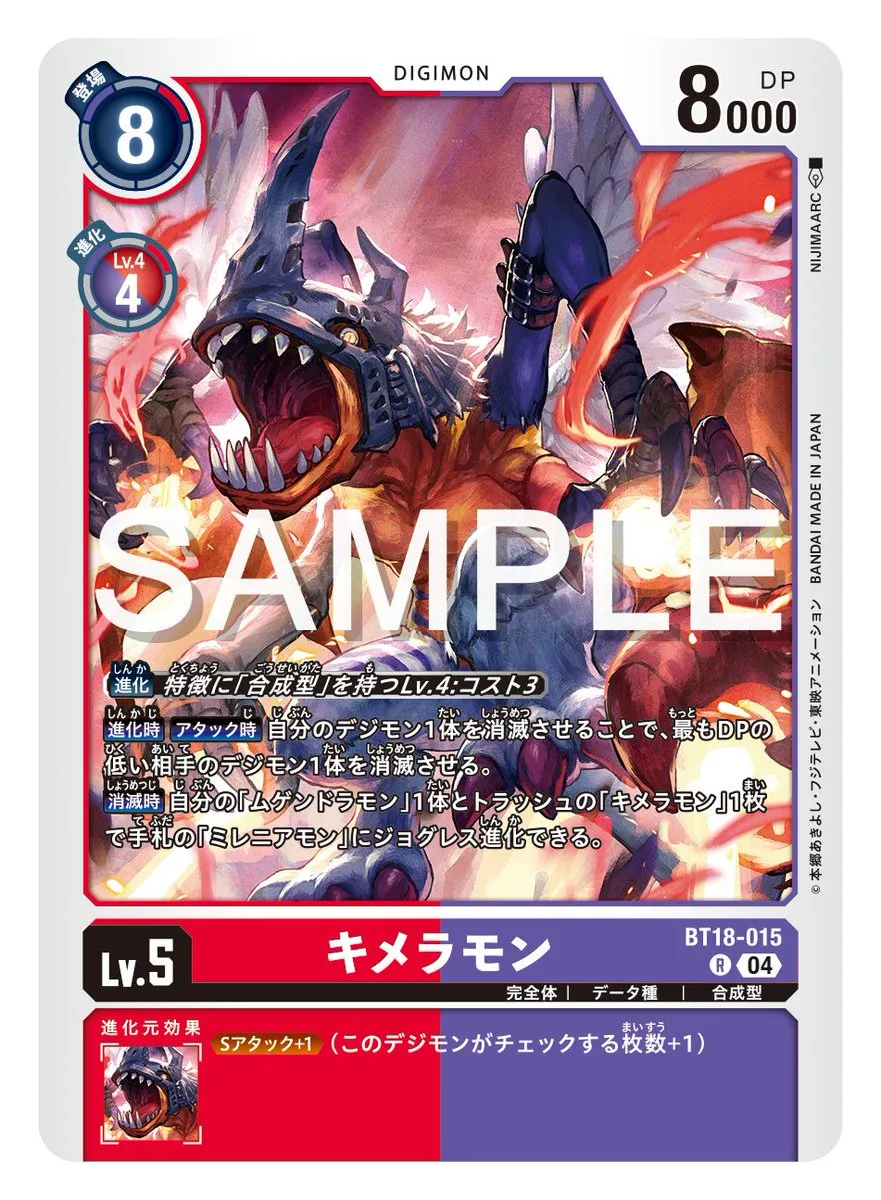 DIGIMON
登場
8
DP
8000
進化
Lv.4
4
NIJIMAARC
SAMPLE
進化 特徴に「合成型」を持つLv.4:コスト3
進化時 アタック時 自分のデジモン1体を消滅させることで、最もDPの
低い相手のデジモン1体を消滅させる。
消滅時 自分の「ムゲンドラモン」1体とトラッシュの「キメラモン」1枚
で手札の「ミレニアモン」にジョグレス進化できる。
©本郷あきよし・フジテレビ・東映アニメーション BANDAI MADE IN JAPAN
Lv.5
キメラモン
BT18-015
R 04
完全体 | データ種 | 合成型
進化元効果
Sアタック+1 (このデジモンがチェックする枚数+1)